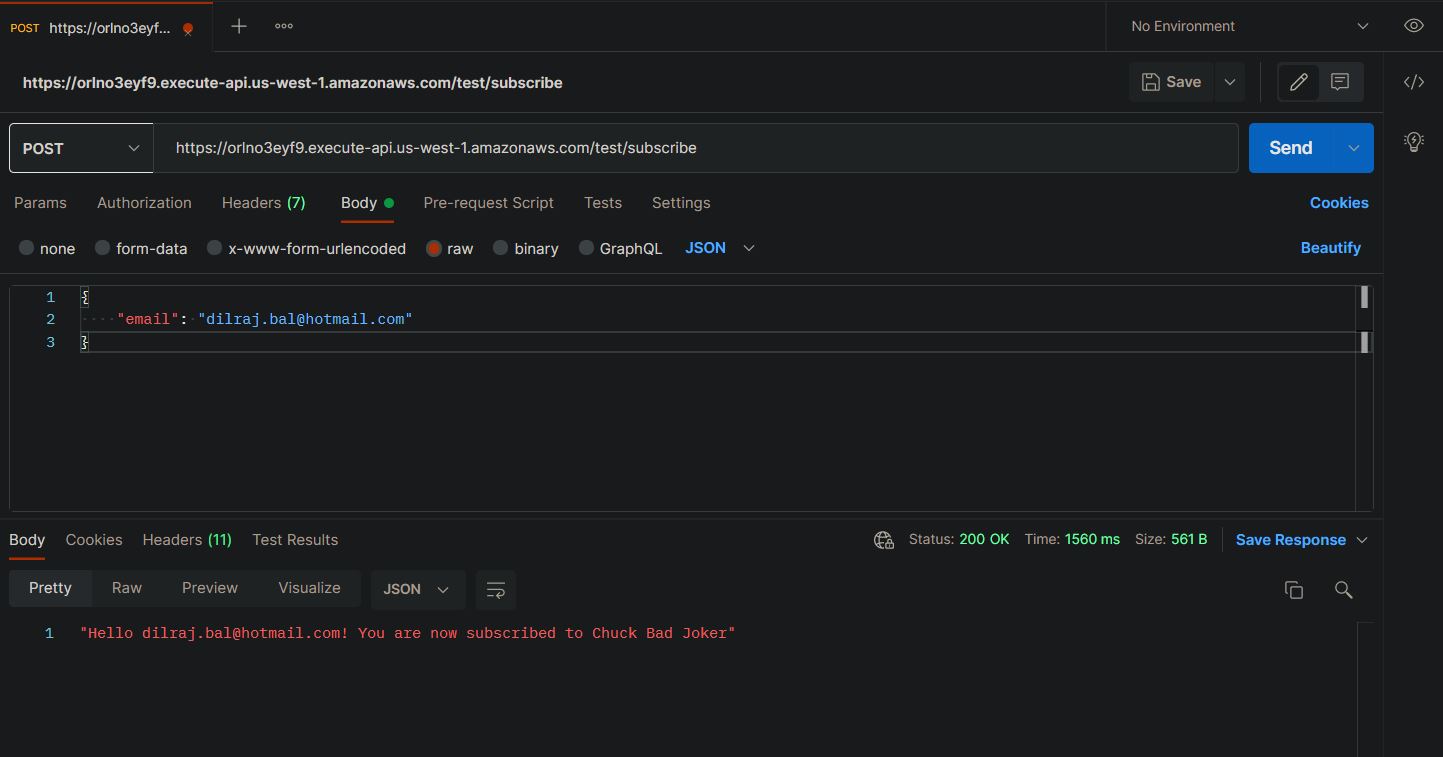 POST https://orlno3eyf...
No Environment
https://orlno3eyf9.execute-api.us-west-1.amazonaws.com/test/subscribe
Save
POST
https://orlno3eyf9.execute-api.us-west-1.amazonaws.com/test/subscribe
Send
Params Authorization Headers (7) Body Pre-request Script Tests Settings Cookies
none form-data x-www-form-urlencoded raw binary GraphQL JSON Beautify
1 {
2 "email": "dilraj.bal@hotmail.com"
3 }
Body Cookies Headers (11) Test Results Status: 200 OK Time: 1560 ms Size: 561 B Save Response
Pretty Raw Preview Visualize JSON
1 "Hello dilraj.bal@hotmail.com! You are now subscribed to Chuck Bad Joker"